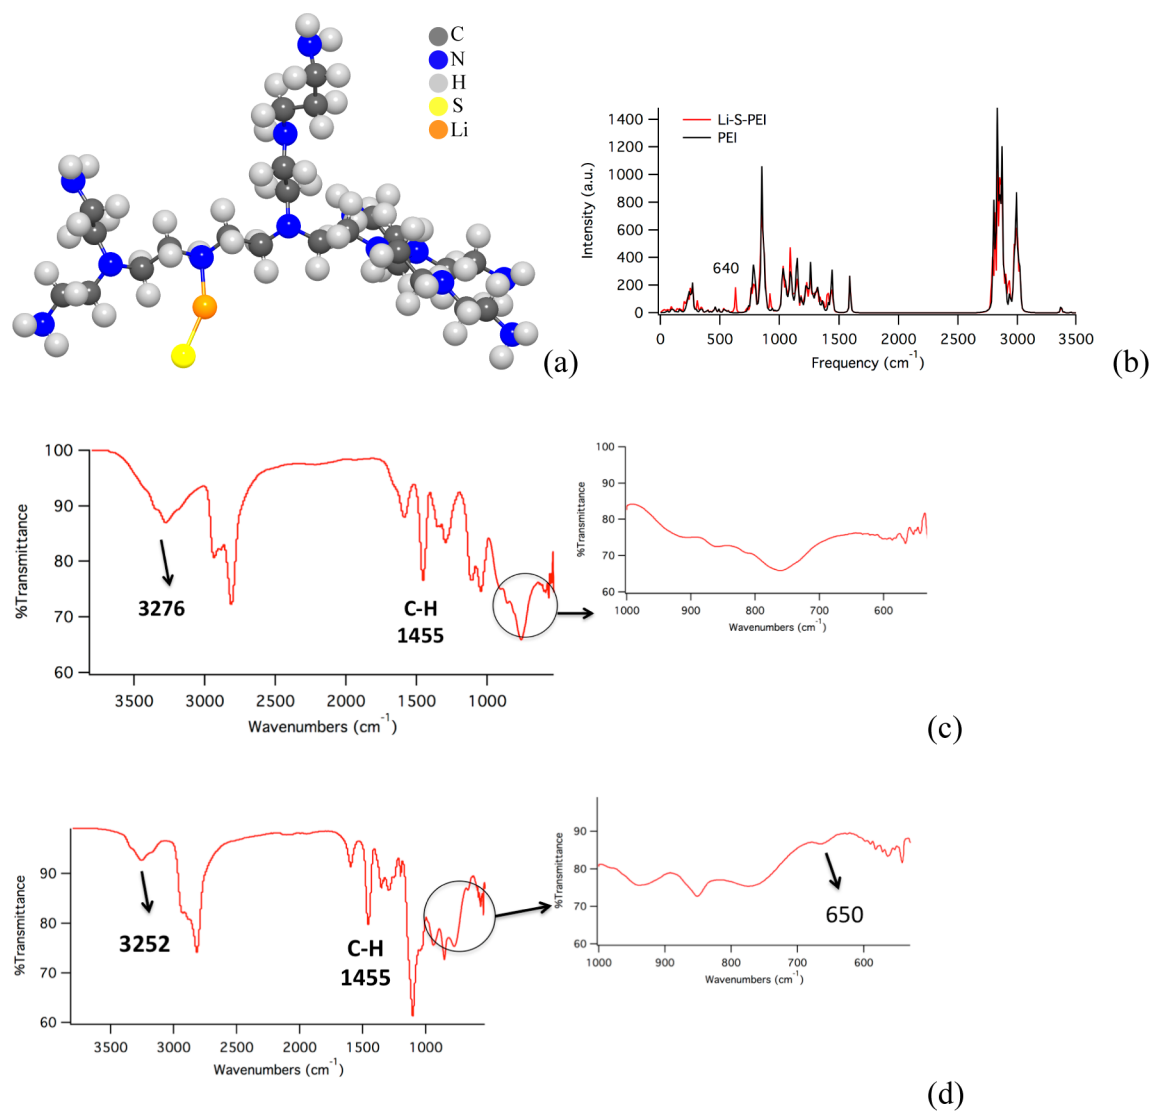 C
N
H
S
Li
(a)
1400
1200
1000
800
600
400
200
0
Intensity (a.u.)
Li-S-PEI
PEI
640
0
500
1000
1500
2000
2500
3000
3500
Frequency (cm⁻¹)
(b)
100
90
80
70
60
%Transmittance
3276
C-H
1455
3500
3000
2500
2000
1500
1000
Wavenumbers (cm⁻¹)
100
90
80
70
60
%Transmittance
1000
900
800
700
600
Wavenumbers (cm⁻¹)
(c)
90
80
70
60
%Transmittance
3252
C-H
1455
3500
3000
2500
2000
1500
1000
Wavenumbers (cm⁻¹)
90
80
70
60
%Transmittance
650
1000
900
800
700
600
Wavenumbers (cm⁻¹)
(d)